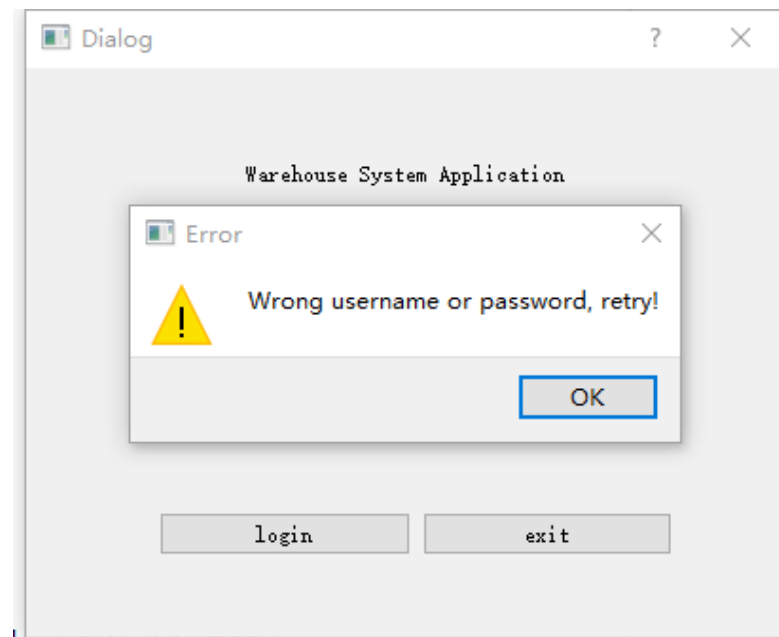 Dialog
?
Warehouse System Application
Error
Wrong username or password, retry!
!
OK
login
exit